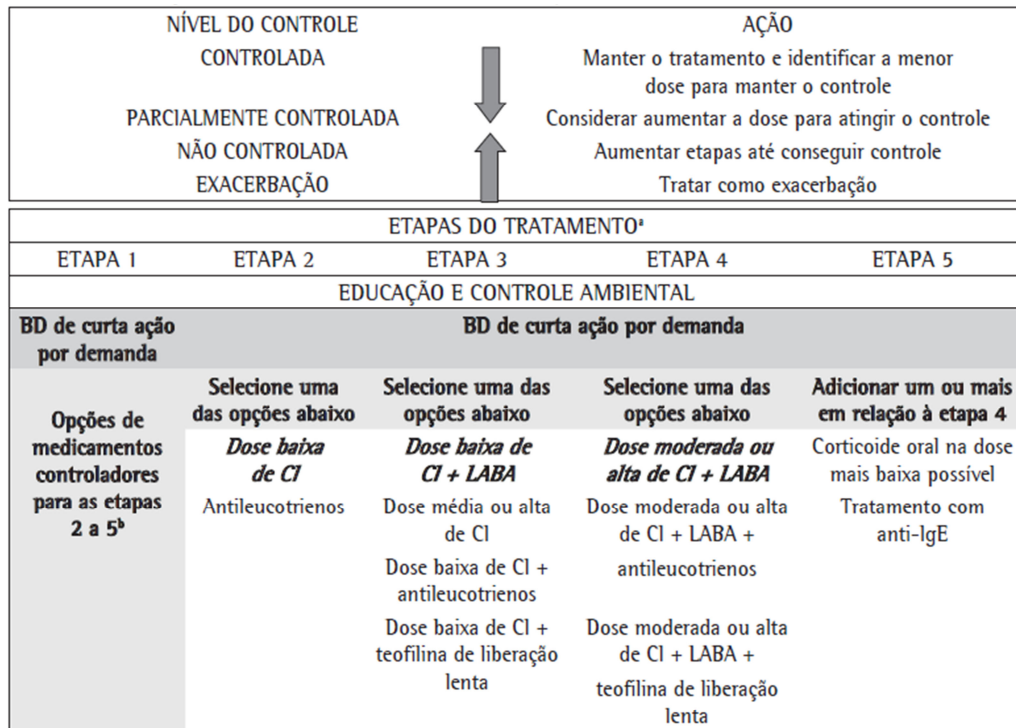 NÍVEL DO CONTROLE AÇÃO
CONTROLADA Manter o tratamento e identificar a menor
dose para manter o controle
PARCIALMENTE CONTROLADA Considerar aumentar a dose para atingir o controle
NÃO CONTROLADA Aumentar etapas até conseguir controle
EXACERBAÇÃO Tratar como exacerbação
ETAPAS DO TRATAMENTOª
ETAPA 1 ETAPA 2 ETAPA 3 ETAPA 4 ETAPA 5
EDUCAÇÃO E CONTROLE AMBIENTAL
BD de curta ação
por demanda
BD de curta ação por demanda
Opções de
medicamentos
controladores
para as etapas
2 a 5ᵇ
Selecione uma
das opções abaixo
Dose baixa
de CI
Antileucotrienos
Selecione uma das
opções abaixo
Dose baixa de
CI + LABA
Dose média ou alta
de CI
Dose baixa de CI +
antileucotrienos
Dose baixa de CI +
teofilina de liberação
lenta
Selecione uma das
opções abaixo
Dose moderada ou
alta de CI + LABA
Dose moderada ou alta
de CI + LABA +
antileucotrienos
Dose moderada ou alta
de CI + LABA +
teofilina de liberação
lenta
Adicionar um ou mais
em relação à etapa 4
Corticoide oral na dose
mais baixa possível
Tratamento com
anti-IgE